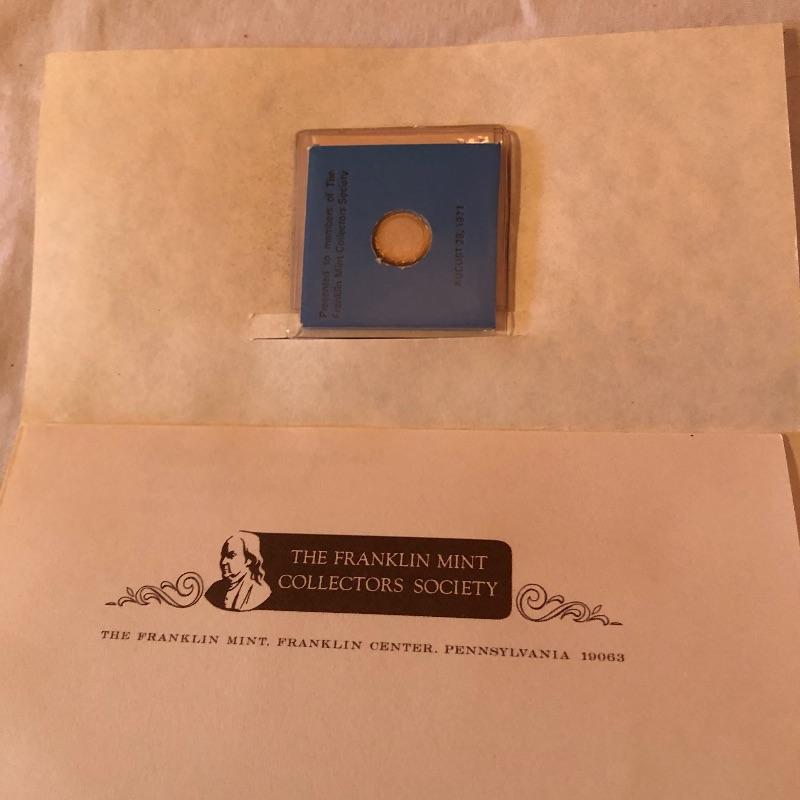 Presented to members of The
Franklin Mint Collectors Society
AUGUST 28, 1971
THE FRANKLIN MINT
COLLECTORS SOCIETY
THE FRANKLIN MINT, FRANKLIN CENTER, PENNSYLVANIA 19063